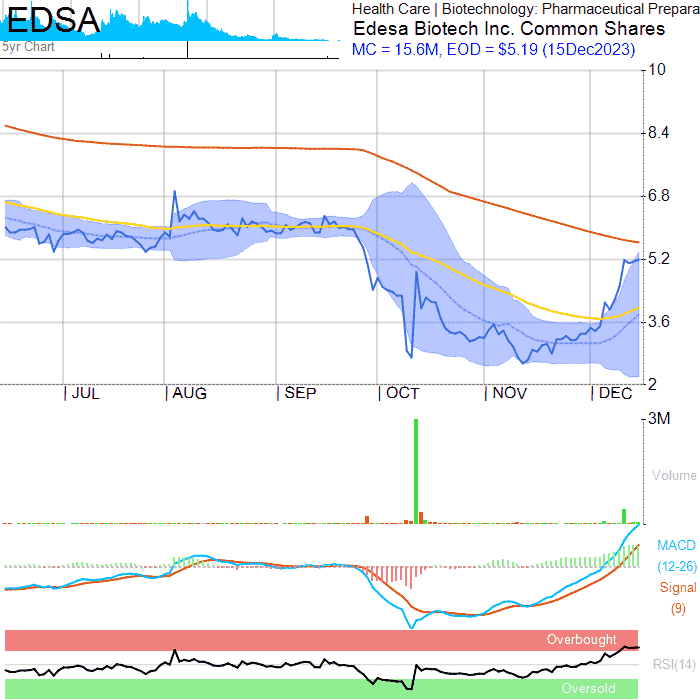 EDSA
5yr Chart
Health Care | Biotechnology: Pharmaceutical Prepara
Edesa Biotech Inc. Common Shares
MC = 15.6M, EOD = $5.19 (15Dec2023)
10
8.4
6.8
5.2
3.6
2
| JUL | AUG | SEP | OCT | NOV | DEC
3M
Volume
MACD
(12-26)
Signal
(9)
Overbought
RSI(14)
Oversold